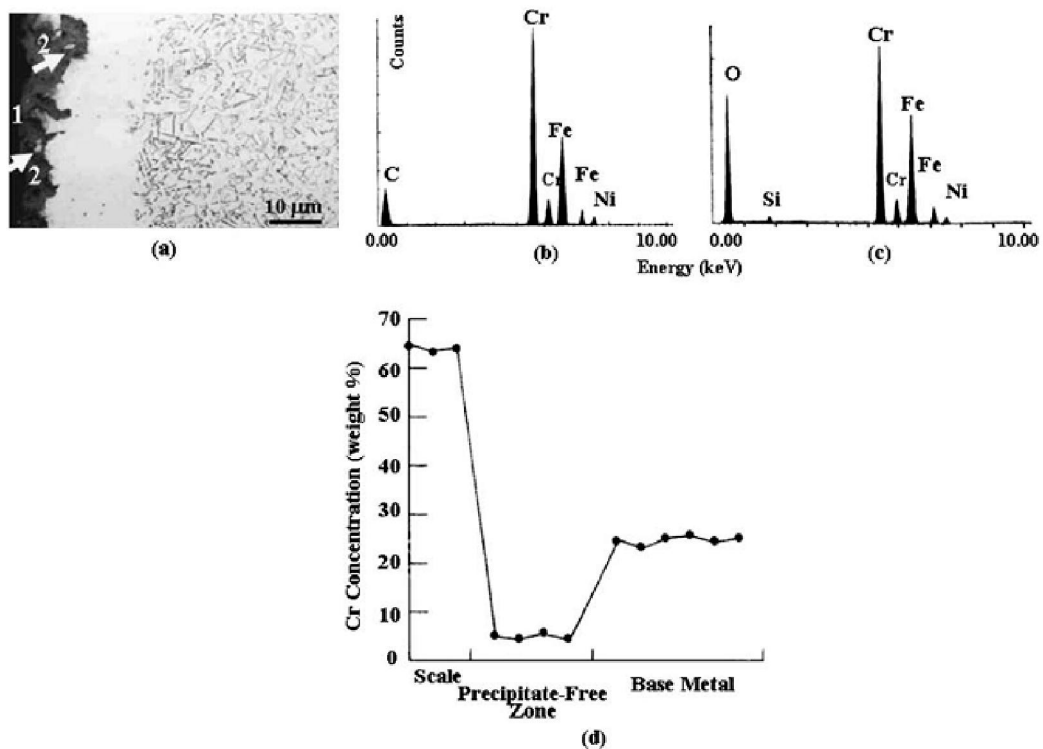 2
1
2
10 µm
(a)
Counts
C
Cr
Cr
Fe
Fe
Ni
0.00
10.00
(b)
O
Si
Cr
Cr
Fe
Fe
Ni
0.00
10.00
(c)
Energy (keV)
Cr Concentration (weight %)
70
60
50
40
30
20
10
0
Scale
Precipitate-Free
Zone
Base Metal
(d)